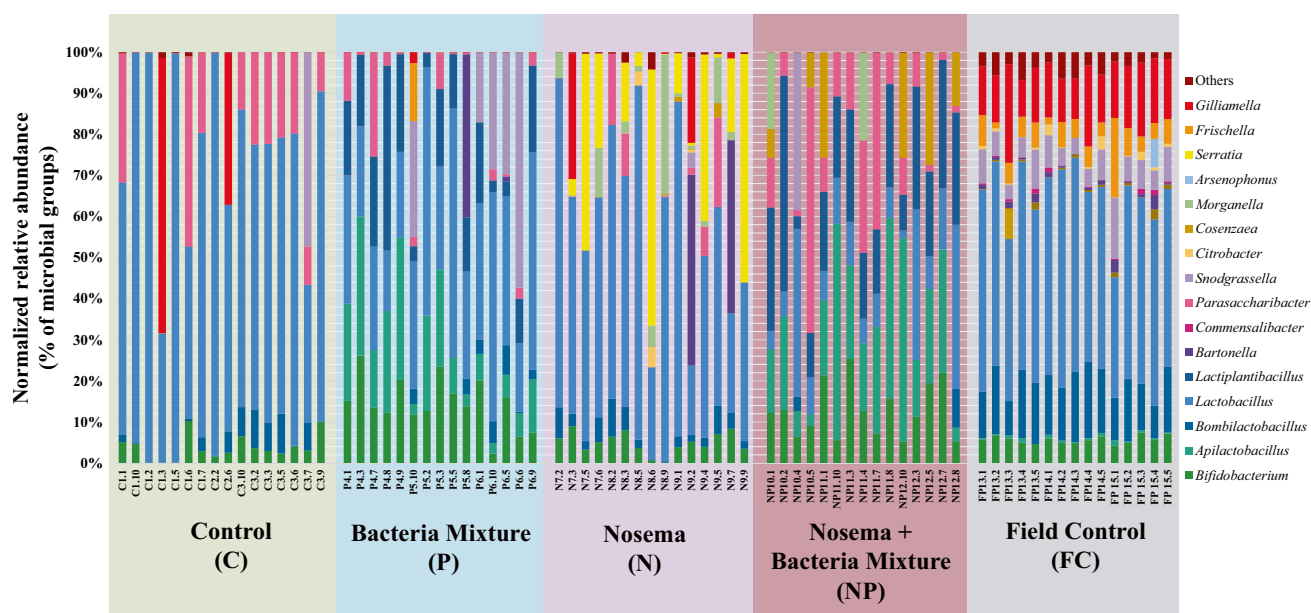 Normalized relative abundance
(% of microbial groups)
100%
90%
80%
70%
60%
50%
40%
30%
20%
10%
0%
C1.1 C1.10 C1.2 C1.3 C1.5 C1.6 C1.7 C2.2 C2.6 C3.10 C3.2 C3.3 C3.5 C3.6 C3.7 C3.9
P4.1 P4.3 P4.7 P4.8 P4.9 P5.10 P5.2 P5.3 P5.5 P5.8 P6.1 P6.10 P6.5 P6.6 P6.9
N7.2 N7.3 N7.5 N7.6 N8.2 N8.3 N8.5 N8.6 N8.9 N9.1 N9.2 N9.4 N9.5 N9.7 N9.9
NP10.1 NP10.2 NP10.4 NP10.5 NP11.1 NP11.10 NP11.3 NP11.4 NP11.7 NP11.8 NP12.10 NP12.3 NP12.5 NP12.7 NP12.8
FP13.1 FP13.2 FP13.3 FP13.4 FP13.5 FP14.1 FP14.2 FP14.3 FP14.4 FP14.5 FP 15.1 FP 15.2 FP 15.3 FP 15.4 FP 15.5
Control
(C)
Bacteria Mixture
(P)
Nosema
(N)
Nosema +
Bacteria Mixture
(NP)
Field Control
(FC)
Others
Gilliamella
Frischella
Serratia
Arsenophonus
Morganella
Cosenzaea
Citrobacter
Snodgrassella
Parasaccharibacter
Commensalibacter
Bartonella
Lactiplantibacillus
Lactobacillus
Bombilactobacillus
Apilactobacillus
Bifidobacterium